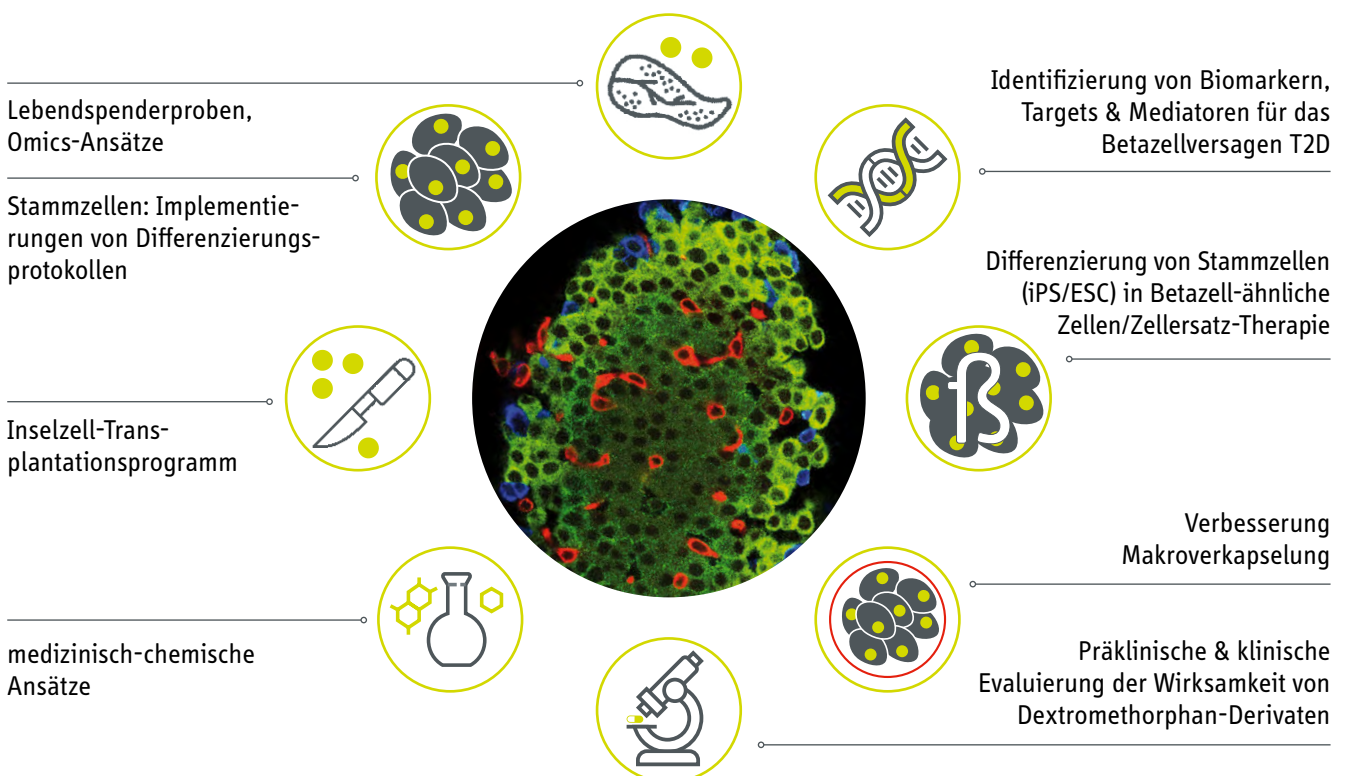 Lebendspenderproben,
Omics-Ansätze
Stammzellen: Implementie-
rungen von Differenzierungs-
protokollen
Inselzell-Trans-
plantationsprogramm
medizinisch-chemische
Ansätze
Identifizierung von Biomarkern,
Targets & Mediatoren für das
Betazellversagen T2D
Differenzierung von Stammzellen
(iPS/ESC) in Betazell-ähnliche
Zellen/Zellersatz-Therapie
ß
Verbesserung
Makroverkapselung
Präklinische & klinische
Evaluierung der Wirksamkeit von
Dextromethorphan-Derivaten